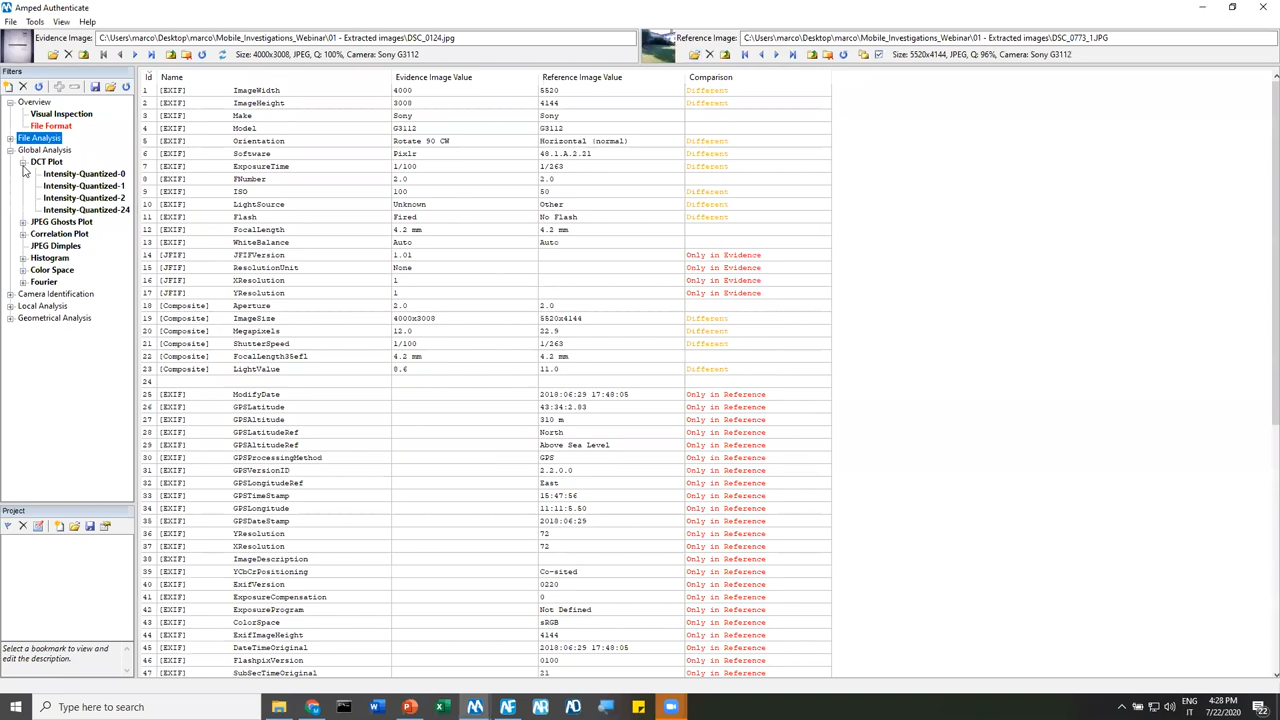 Amped Authenticate
File Tools View Help
Evidence Image: C:\Users\marco\Desktop\marco\Mobile_Investigations_Webinar\01 - Extracted images\DSC_0124.jpg
Reference Image: C:\Users\marco\Desktop\marco\Mobile_Investigations_Webinar\01 - Extracted images\DSC_0773_1.JPG
Size: 4000x3008, JPEG, Q: 100%, Camera: Sony G3112
Size: 5520x4144, JPEG, Q: 96%, Camera: Sony G3112
Filters
Overview
Visual Inspection
File Format
File Analysis
Global Analysis
DCT Plot
Intensity-Quantized-0
Intensity-Quantized-1
Intensity-Quantized-2
Intensity-Quantized-24
JPEG Ghosts Plot
Correlation Plot
JPEG Dimples
Histogram
Color Space
Fourier
Camera Identification
Local Analysis
Geometrical Analysis
Project
Select a bookmark to view and
edit the description.
Id Name Evidence Image Value Reference Image Value Comparison
1 [EXIF] ImageWidth 4000 5520 Different
2 [EXIF] ImageHeight 3008 4144 Different
3 [EXIF] Make Sony Sony
4 [EXIF] Model G3112 G3112
5 [EXIF] Orientation Rotate 90 CW Horizontal (normal) Different
6 [EXIF] Software Pixlr 48.1.A.2.21 Different
7 [EXIF] ExposureTime 1/100 1/263 Different
8 [EXIF] FNumber 2.0 2.0
9 [EXIF] ISO 100 50 Different
10 [EXIF] LightSource Unknown Other Different
11 [EXIF] Flash Fired No Flash Different
12 [EXIF] FocalLength 4.2 mm 4.2 mm
13 [EXIF] WhiteBalance Auto Auto
14 [JFIF] JFIFVersion 1.01 Only in Evidence
15 [JFIF] ResolutionUnit None Only in Evidence
16 [JFIF] XResolution 1 Only in Evidence
17 [JFIF] YResolution 1 Only in Evidence
18 [Composite] Aperture 2.0 2.0
19 [Composite] ImageSize 4000x3008 5520x4144 Different
20 [Composite] Megapixels 12.0 22.9 Different
21 [Composite] ShutterSpeed 1/100 1/263 Different
22 [Composite] FocalLength35efl 4.2 mm 4.2 mm
23 [Composite] LightValue 8.6 11.0 Different
24
25 [EXIF] ModifyDate 2018:06:29 17:48:05 Only in Reference
26 [EXIF] GPSLatitude 43:34:2.83 Only in Reference
27 [EXIF] GPSAltitude 310 m Only in Reference
28 [EXIF] GPSLatitudeRef North Only in Reference
29 [EXIF] GPSAltitudeRef Above Sea Level Only in Reference
30 [EXIF] GPSProcessingMethod GPS Only in Reference
31 [EXIF] GPSVersionID 2.2.0.0 Only in Reference
32 [EXIF] GPSLongitudeRef East Only in Reference
33 [EXIF] GPSTimeStamp 15:47:56 Only in Reference
34 [EXIF] GPSLongitude 11:11:5.50 Only in Reference
35 [EXIF] GPSDateStamp 2018:06:29 Only in Reference
36 [EXIF] YResolution 72 Only in Reference
37 [EXIF] XResolution 72 Only in Reference
38 [EXIF] ImageDescription Only in Reference
39 [EXIF] YCbCrPositioning Co-sited Only in Reference
40 [EXIF] ExifVersion 0220 Only in Reference
41 [EXIF] ExposureCompensation 0 Only in Reference
42 [EXIF] ExposureProgram Not Defined Only in Reference
43 [EXIF] ColorSpace sRGB Only in Reference
44 [EXIF] ExifImageHeight 4144 Only in Reference
45 [EXIF] DateTimeOriginal 2018:06:29 17:48:05 Only in Reference
46 [EXIF] FlashpixVersion 0100 Only in Reference
47 [EXIF] SubSecTimeOriginal 21 Only in Reference
Type here to search
ENG
IT
4:28 PM
7/22/2020
22